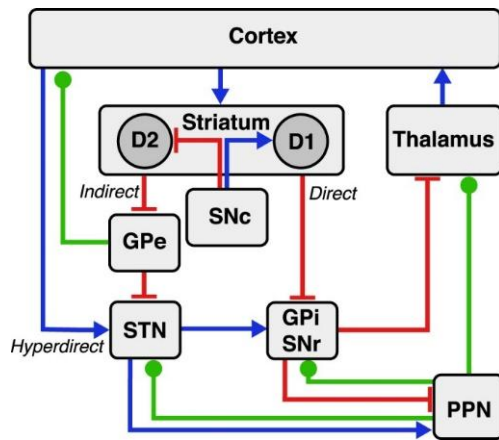 Cortex
Striatum
D2
D1
Thalamus
Indirect
Direct
SNc
GPe
STN
GPi
SNr
Hyperdirect
PPN